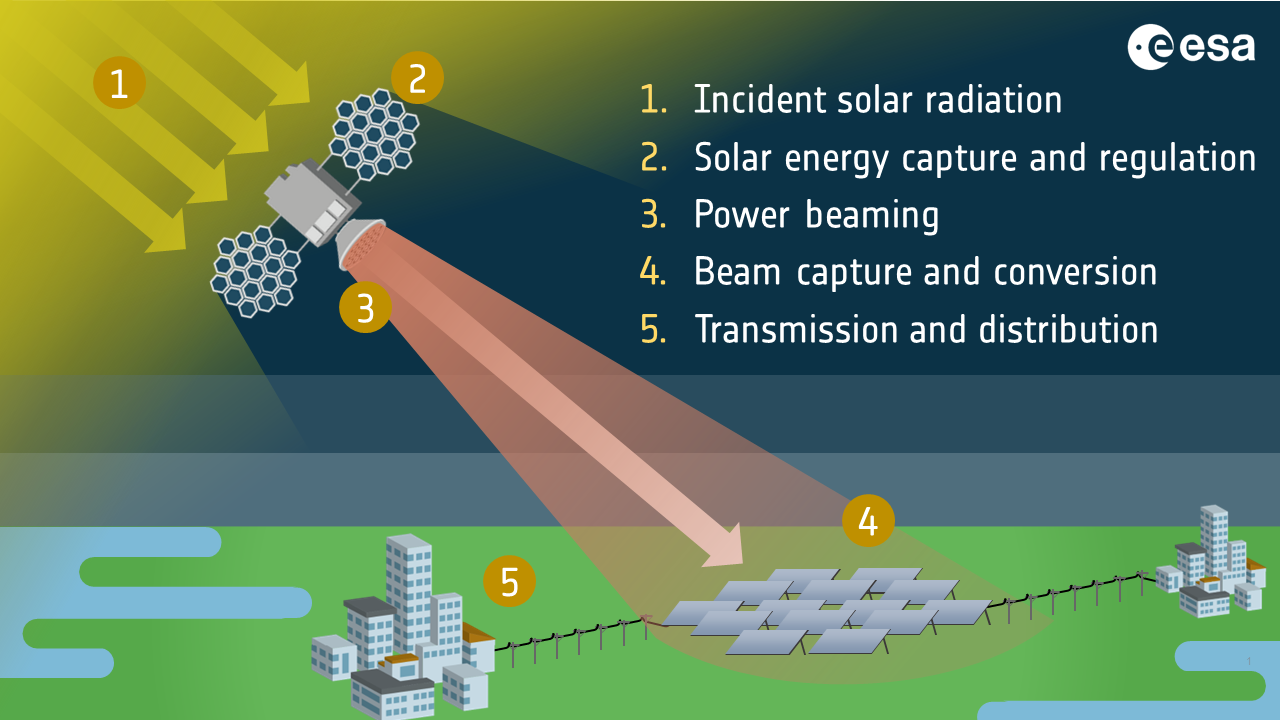 esa
1
2
1. Incident solar radiation
2. Solar energy capture and regulation
3. Power beaming
4. Beam capture and conversion
5. Transmission and distribution
3
4
5
1